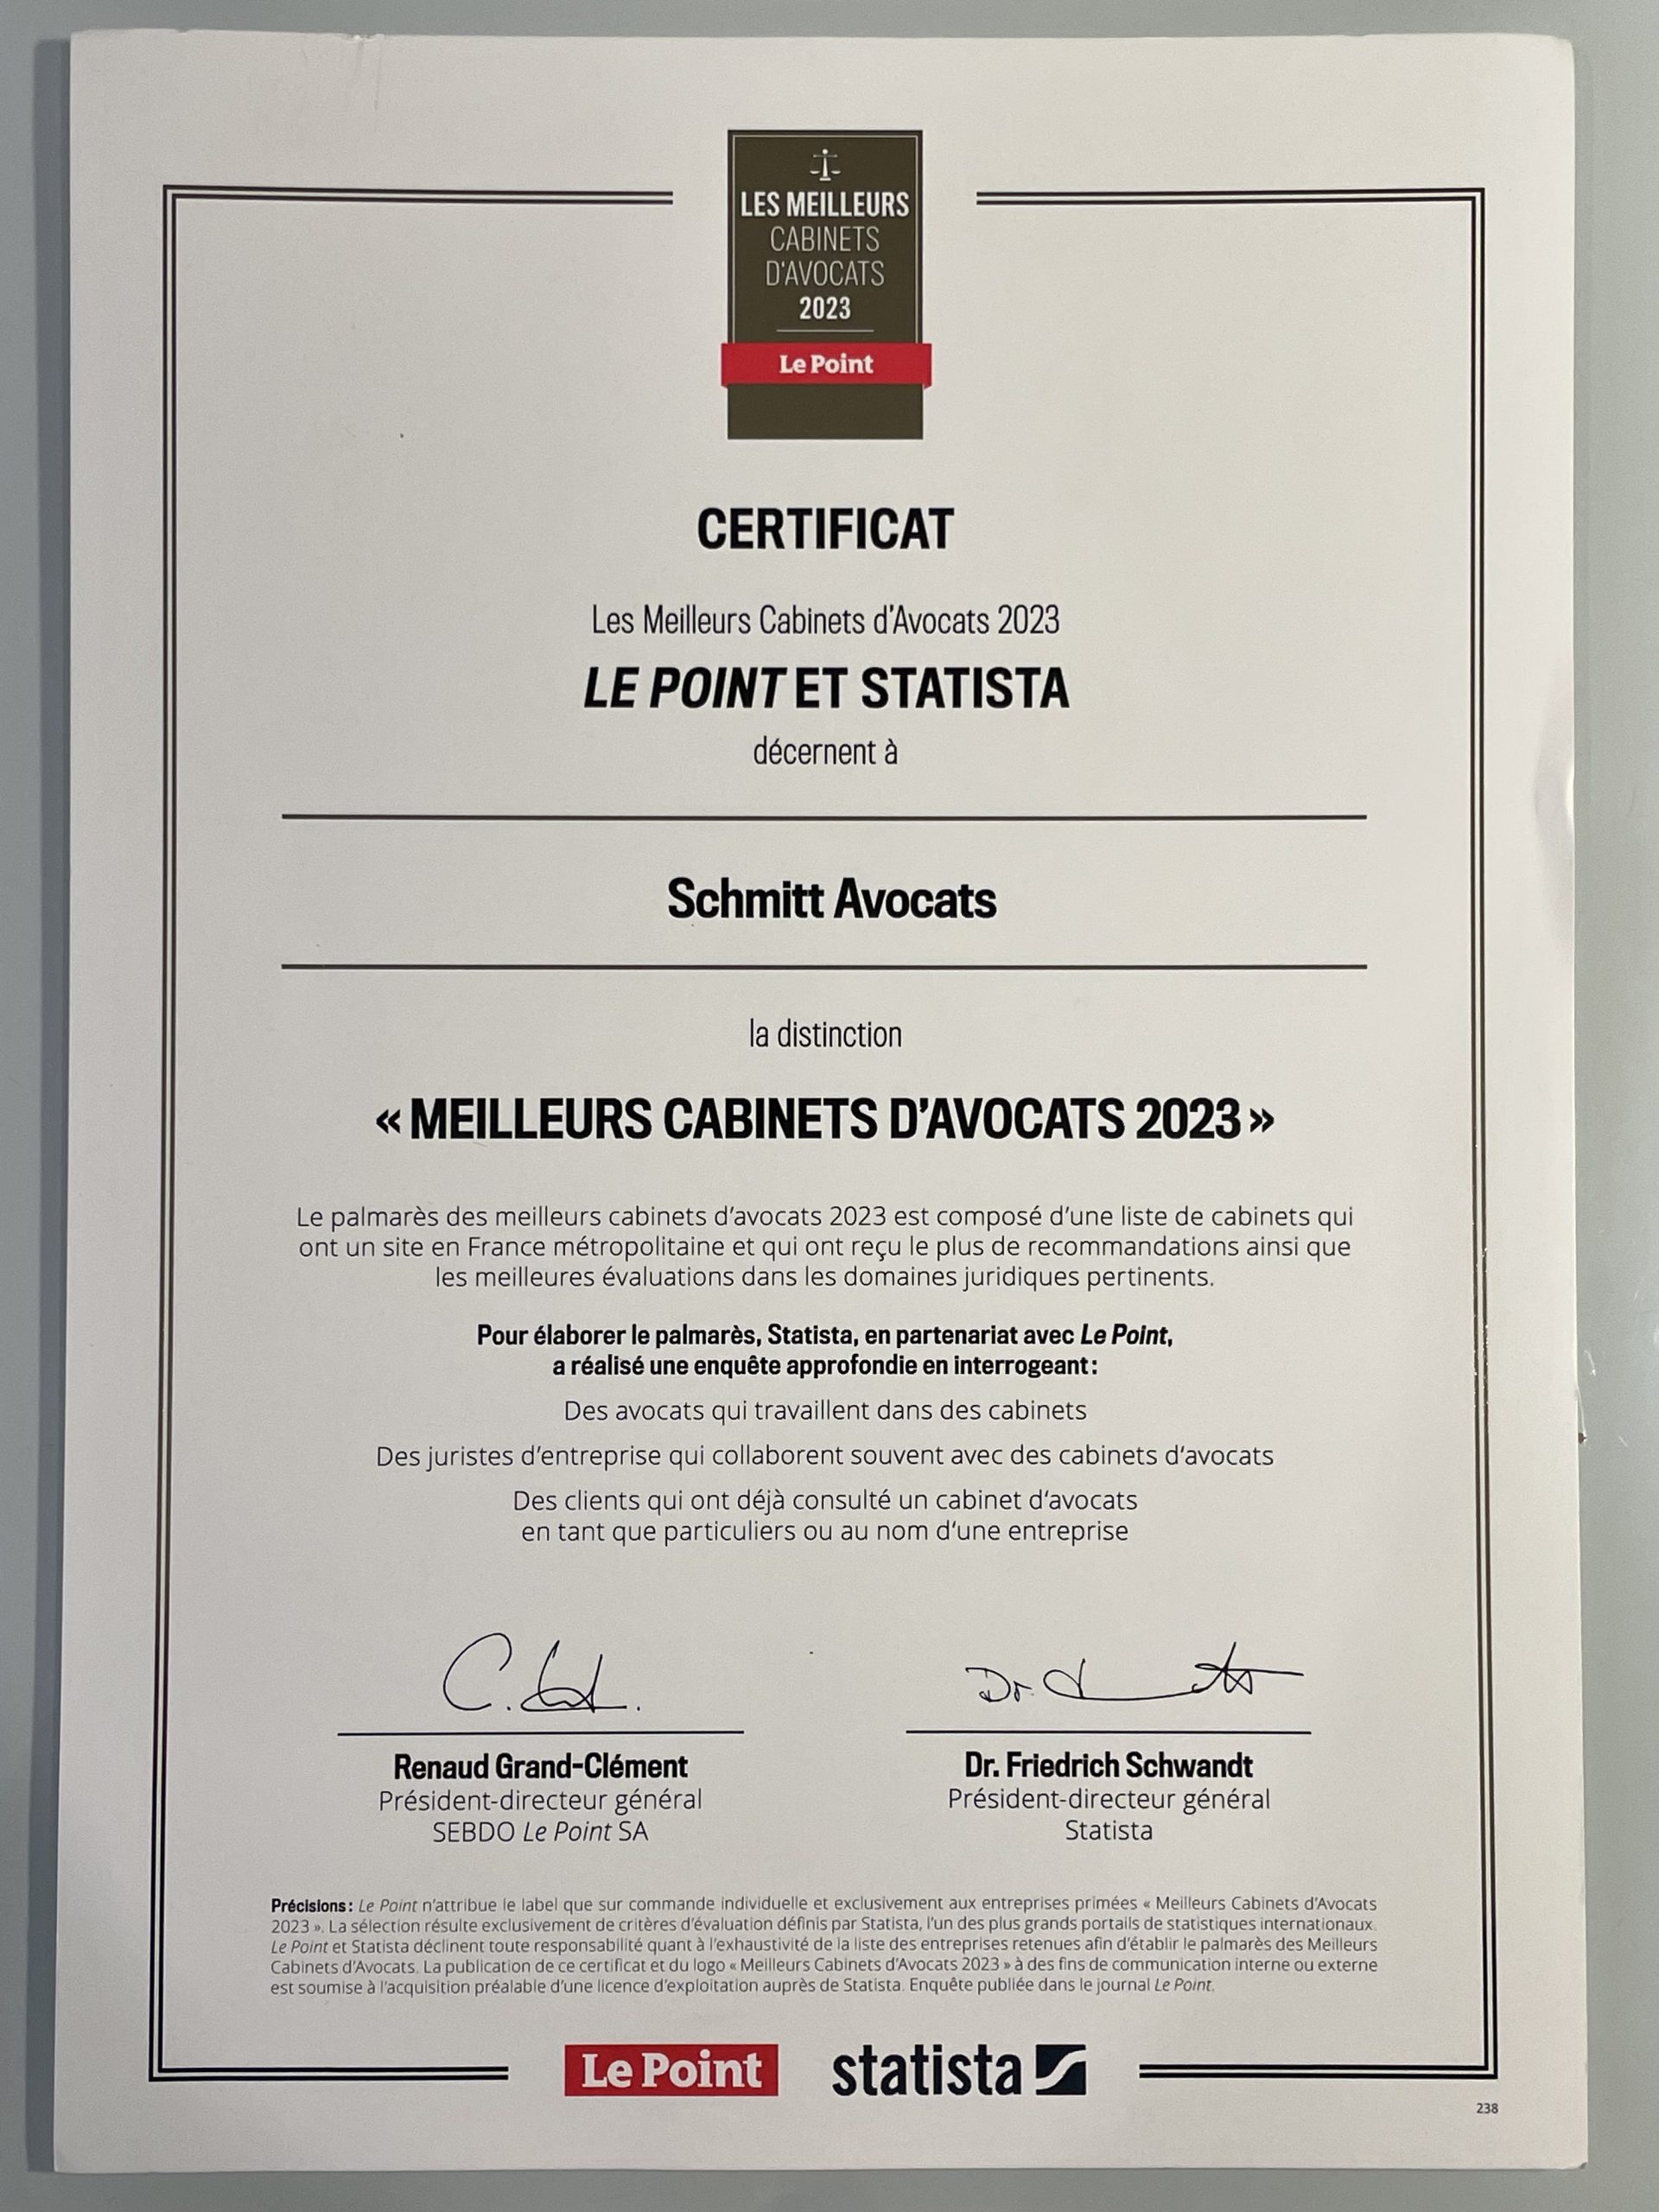 LES MEILLEURS
CABINETS
D'AVOCATS
2023
Le Point
CERTIFICAT
Les Meilleurs Cabinets d'Avocats 2023
LE POINT ET STATISTA
décernent à
Schmitt Avocats
la distinction
« MEILLEURS CABINETS D'AVOCATS 2023 »
Le palmarès des meilleurs cabinets d'avocats 2023 est composé d'une liste de cabinets qui
ont un site en France métropolitaine et qui ont reçu le plus de recommandations ainsi que
les meilleures évaluations dans les domaines juridiques pertinents.
Pour élaborer le palmarès, Statista, en partenariat avec Le Point,
a réalisé une enquête approfondie en interrogeant :
Des avocats qui travaillent dans des cabinets
Des juristes d'entreprise qui collaborent souvent avec des cabinets d'avocats
Des clients qui ont déjà consulté un cabinet d'avocats
en tant que particuliers ou au nom d'une entreprise
Renaud Grand-Clément
Président-directeur général
SEBDO Le Point SA
Dr. Friedrich Schwandt
Président-directeur général
Statista
Précisions : Le Point n'attribue le label que sur commande individuelle et exclusivement aux entreprises primées « Meilleurs Cabinets d'Avocats
2023 ». La sélection résulte exclusivement de critères d'évaluation définis par Statista, l'un des plus grands portails de statistiques internationaux.
Le Point et Statista déclinent toute responsabilité quant à l'exhaustivité de la liste des entreprises retenues afin d'établir le palmarès des Meilleurs
Cabinets d'Avocats. La publication de ce certificat et du logo « Meilleurs Cabinets d'Avocats 2023 » à des fins de communication interne ou externe
est soumise à l'acquisition préalable d'une licence d'exploitation auprès de Statista. Enquête publiée dans le journal Le Point.
Le Point
statista
238